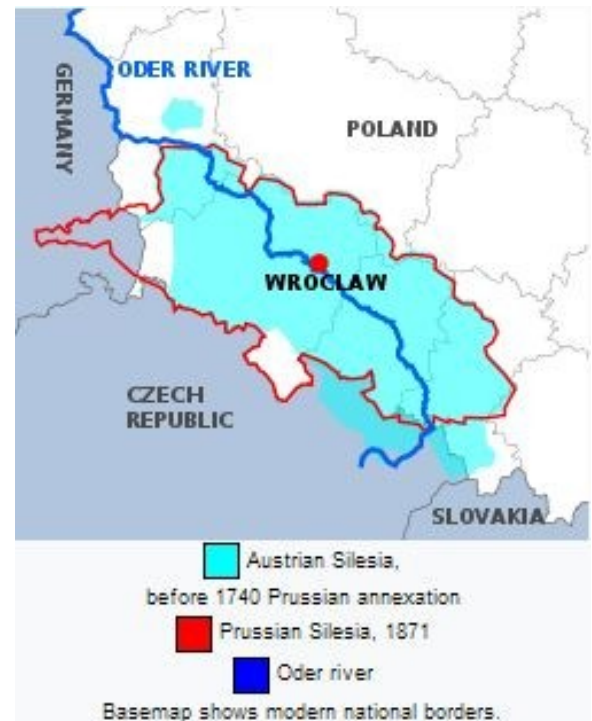 GERMANY
ODER RIVER
POLAND
WROCLAW
CZECH
REPUBLIC
SLOVAKIA
Austrian Silesia,
before 1740 Prussian annexation
Prussian Silesia, 1871
Oder river
Basemap shows modern national borders.